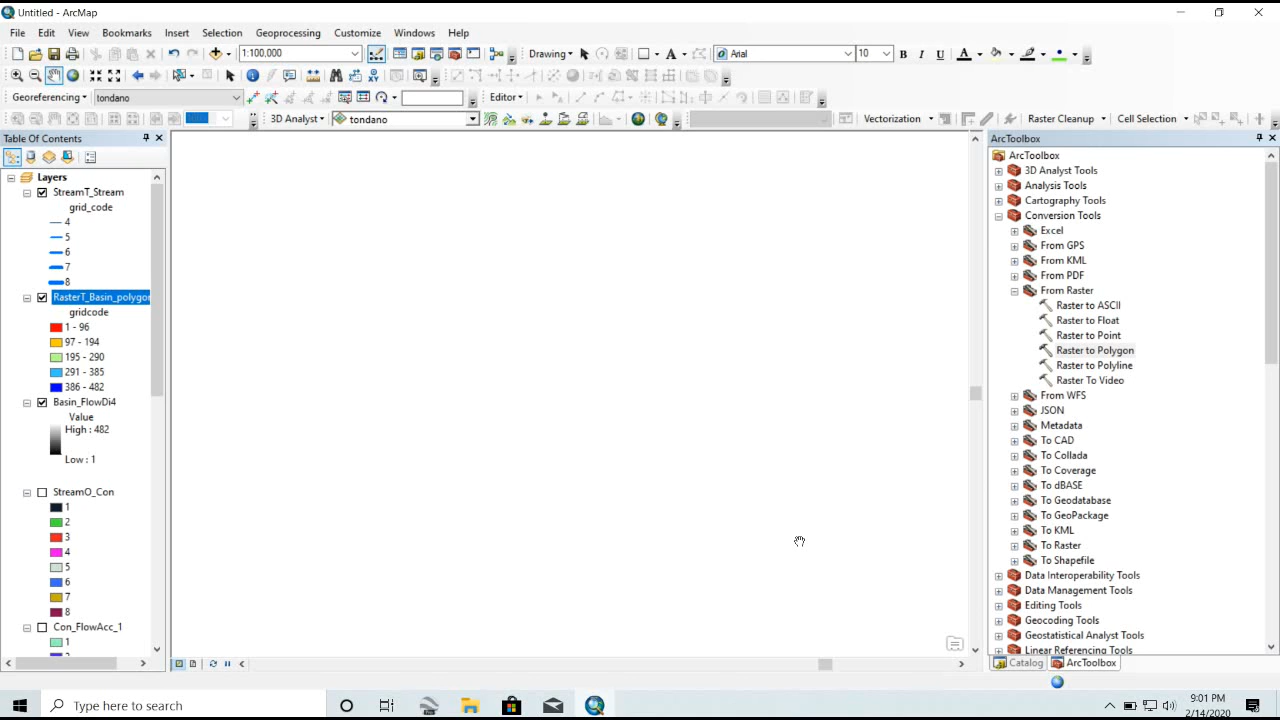 Untitled - ArcMap
File Edit View Bookmarks Insert Selection Geoprocessing Customize Windows Help
1:100,000 Drawing Arial 10 B I U A
Georeferencing tondano Editor
3D Analyst tondano Vectorization Raster Cleanup Cell Selection
Table Of Contents
Layers
StreamT_Stream
grid_code
4
5
6
7
8
RasterT_Basin_polygon
gridcode
1 - 96
97 - 194
195 - 290
291 - 385
386 - 482
Basin_FlowDi4
Value
High : 482
Low : 1
StreamO_Con
1
2
3
4
5
6
7
8
Con_FlowAcc_1
1
ArcToolbox
ArcToolbox
3D Analyst Tools
Analysis Tools
Cartography Tools
Conversion Tools
Excel
From GPS
From KML
From PDF
From Raster
Raster to ASCII
Raster to Float
Raster to Point
Raster to Polygon
Raster to Polyline
Raster To Video
From WFS
JSON
Metadata
To CAD
To Collada
To Coverage
To dBASE
To Geodatabase
To GeoPackage
To KML
To Raster
To Shapefile
Data Interoperability Tools
Data Management Tools
Editing Tools
Geocoding Tools
Geostatistical Analyst Tools
Linear Referencing Tools
Catalog ArcToolbox
Type here to search
9:01 PM
2/14/2020